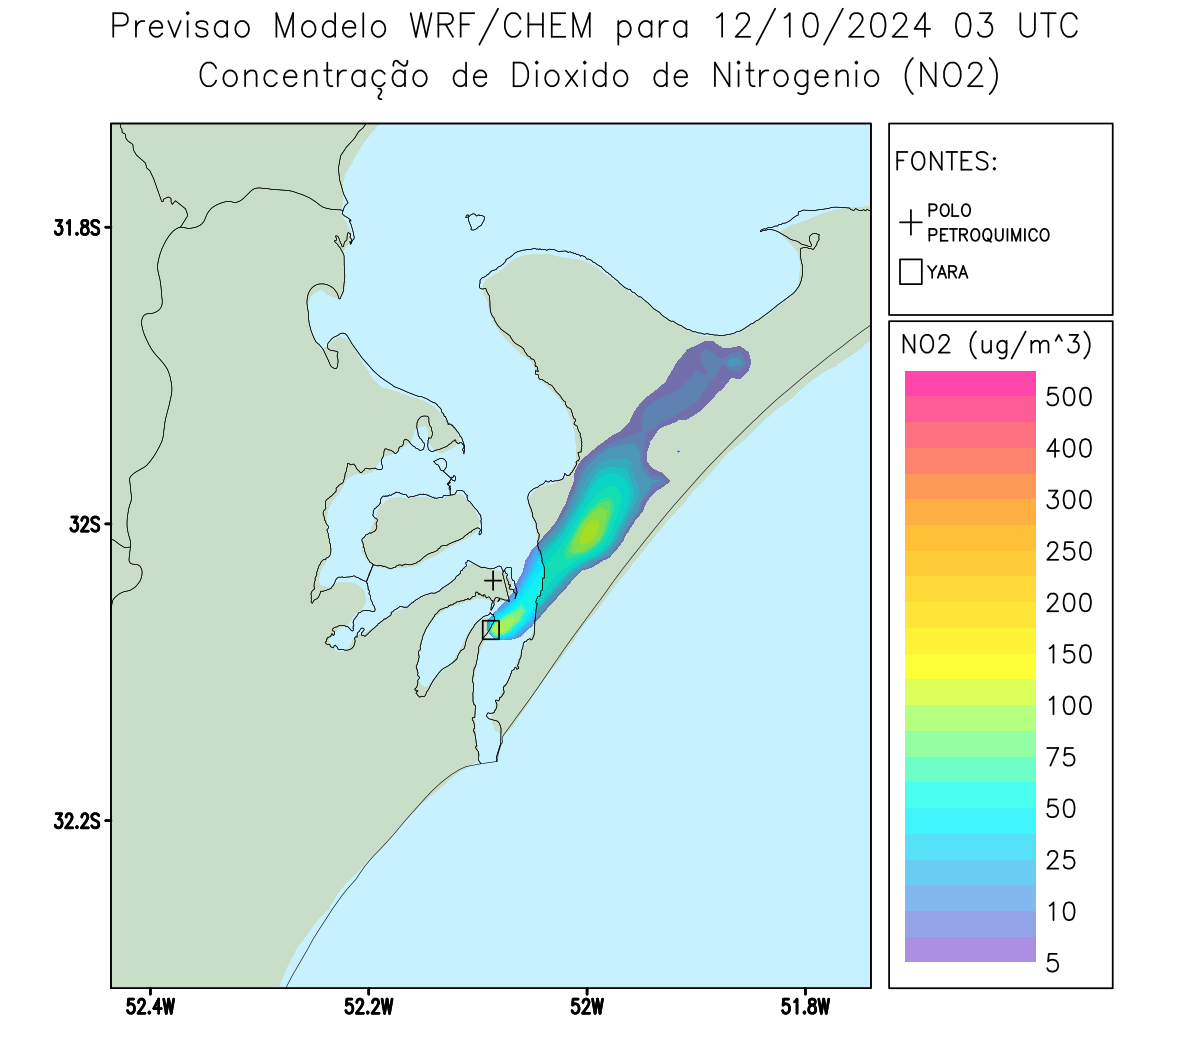 Previsao Modelo WRF/CHEM para 12/10/2024 03 UTC
Concentração de Dioxido de Nitrogenio (NO2)
FONTES:
POLO
PETROQUIMICO
YARA
31.8S
32S
32.2S
52.4W
52.2W
52W
51.8W
NO2 (ug/m^3)
500
400
300
250
200
150
100
75
50
25
10
5